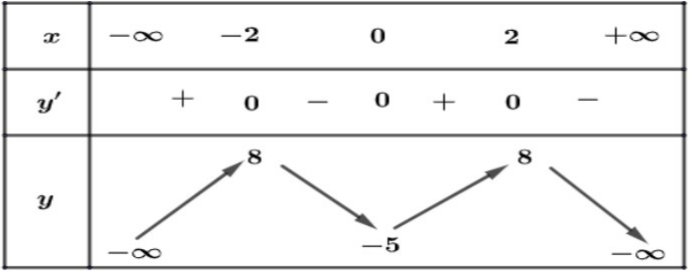 x −∞ −2 0 2 +∞
y′ + 0 − 0 + 0 −
8 8
y
−∞ −5 −∞